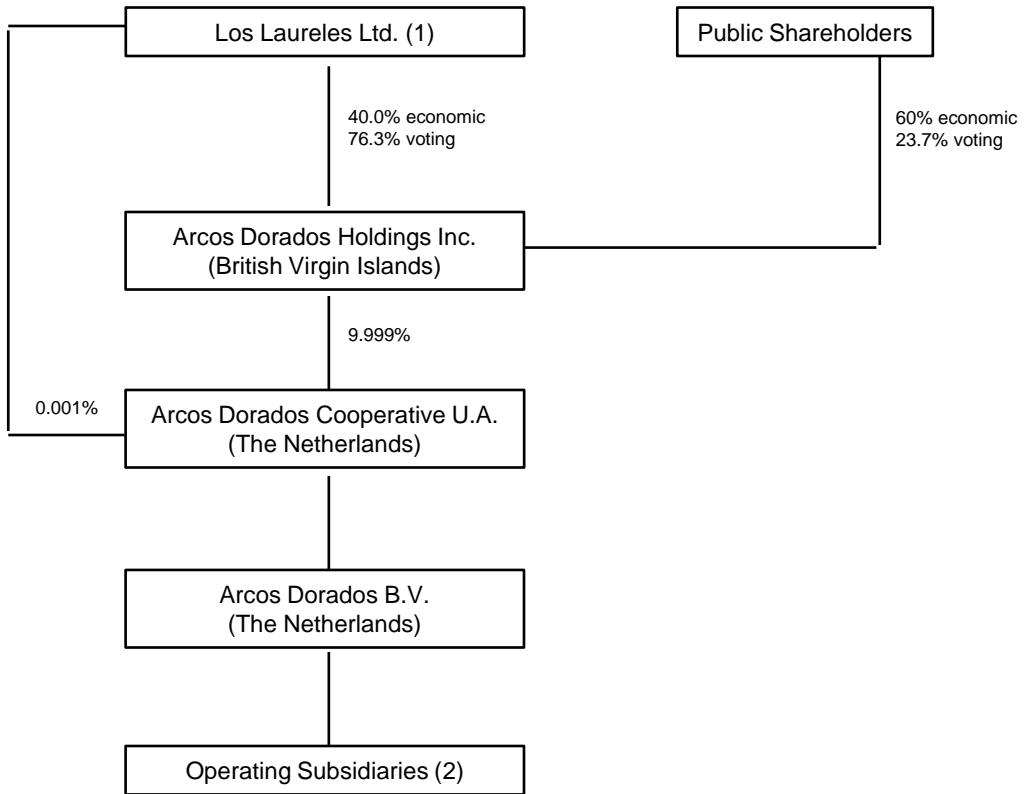 Los Laureles Ltd. (1)
Public Shareholders
40.0% economic
76.3% voting
60% economic
23.7% voting
Arcos Dorados Holdings Inc.
(British Virgin Islands)
9.999%
0.001%
Arcos Dorados Cooperative U.A.
(The Netherlands)
Arcos Dorados B.V.
(The Netherlands)
Operating Subsidiaries (2)